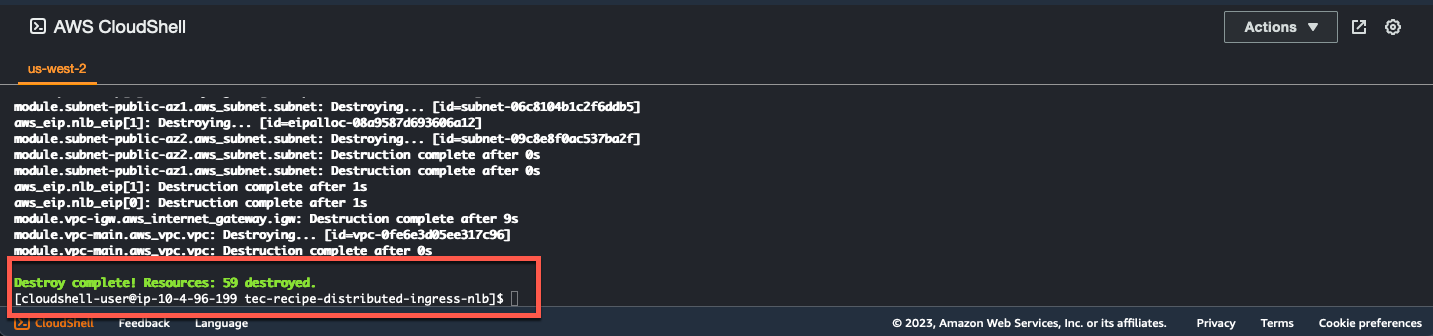 AWS CloudShell
Actions
us-west-2
module.subnet-public-az1.aws_subnet.subnet: Destroying... [id=subnet-06c8104b1c2f6ddb5]
aws_eip.nlb_eip[1]: Destroying... [id=eipalloc-08a9587d693606a12]
module.subnet-public-az2.aws_subnet.subnet: Destroying... [id=subnet-09c8e8f0ac537ba2f]
module.subnet-public-az2.aws_subnet.subnet: Destruction complete after 0s
module.subnet-public-az1.aws_subnet.subnet: Destruction complete after 0s
aws_eip.nlb_eip[1]: Destruction complete after 1s
aws_eip.nlb_eip[0]: Destruction complete after 1s
module.vpc-igw.aws_internet_gateway.igw: Destruction complete after 9s
module.vpc-main.aws_vpc.vpc: Destroying... [id=vpc-0fe6e3d05ee317c96]
module.vpc-main.aws_vpc.vpc: Destruction complete after 0s
Destroy complete! Resources: 59 destroyed.
[cloudshell-user@ip-10-4-96-199 tec-recipe-distributed-ingress-nlb]$
CloudShell Feedback Language © 2023, Amazon Web Services, Inc. or its affiliates. Privacy Terms Cookie preferences